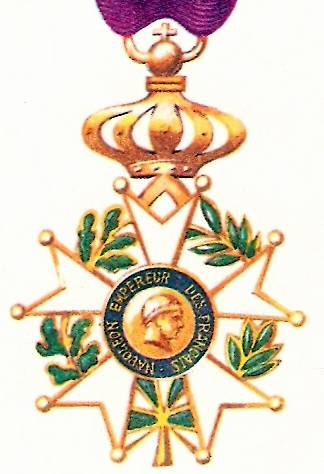 NAPOLEON EMPEREUR · DES FRANÇAIS ·